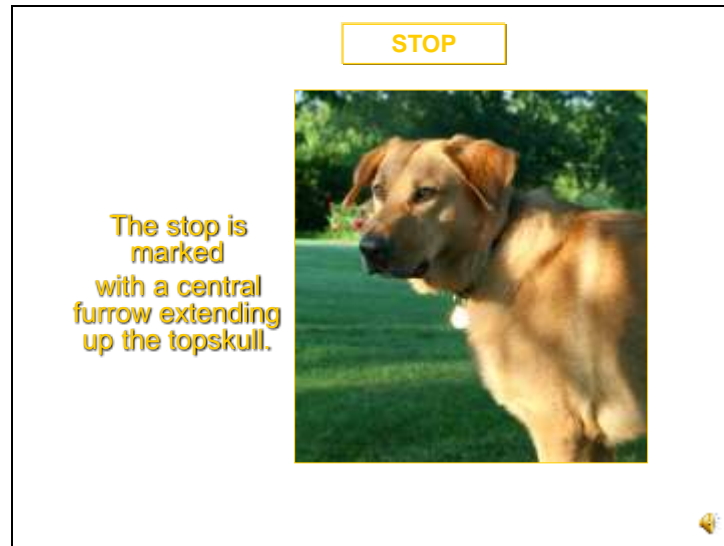 STOP
The stop is
marked
with a central
furrow extending
up the topskull.